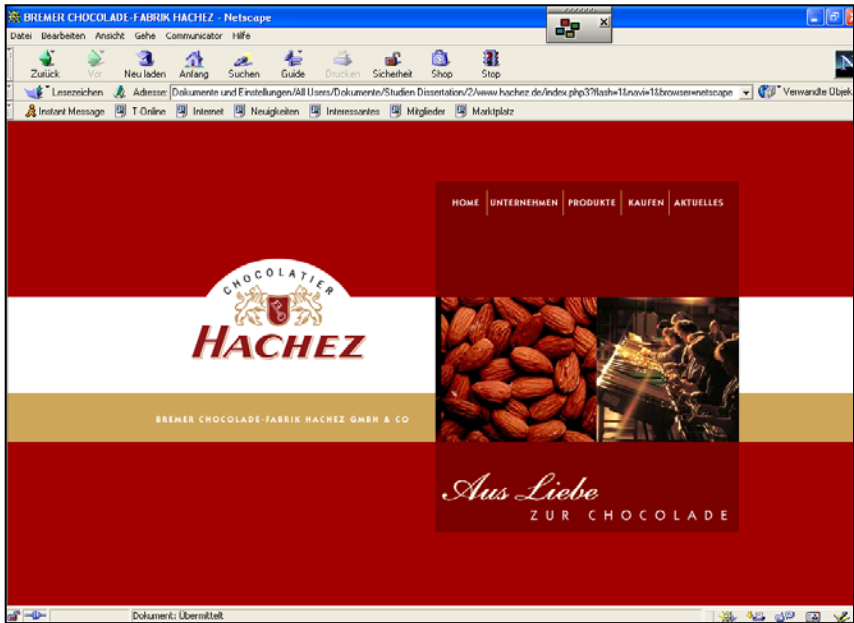 BREMER CHOCOLADE-FABRIK HACHEZ - Netscape
Datei Bearbeiten Ansicht Gehe Communicator Hilfe
Zurück Vor Neu laden Anfang Suchen Guide Drucken Sicherheit Shop Stop
Lesezeichen Adresse: Dokumente und Einstellungen/All Users/Dokumente/Studien Dissertation/2/www.hachez.de/index.php3?flash=1&navi=1&browser=netscape Verwandte Objek
Instant Message T-Online Internet Neuigkeiten Interessantes Mitglieder Marktplatz
HOME UNTERNEHMEN PRODUKTE KAUFEN AKTUELLES
CHOCOLATIER
HACHEZ
BREMER CHOCOLADE-FABRIK HACHEZ GMBH & CO
Aus Liebe
ZUR CHOCOLADE
Dokument: Übermittelt